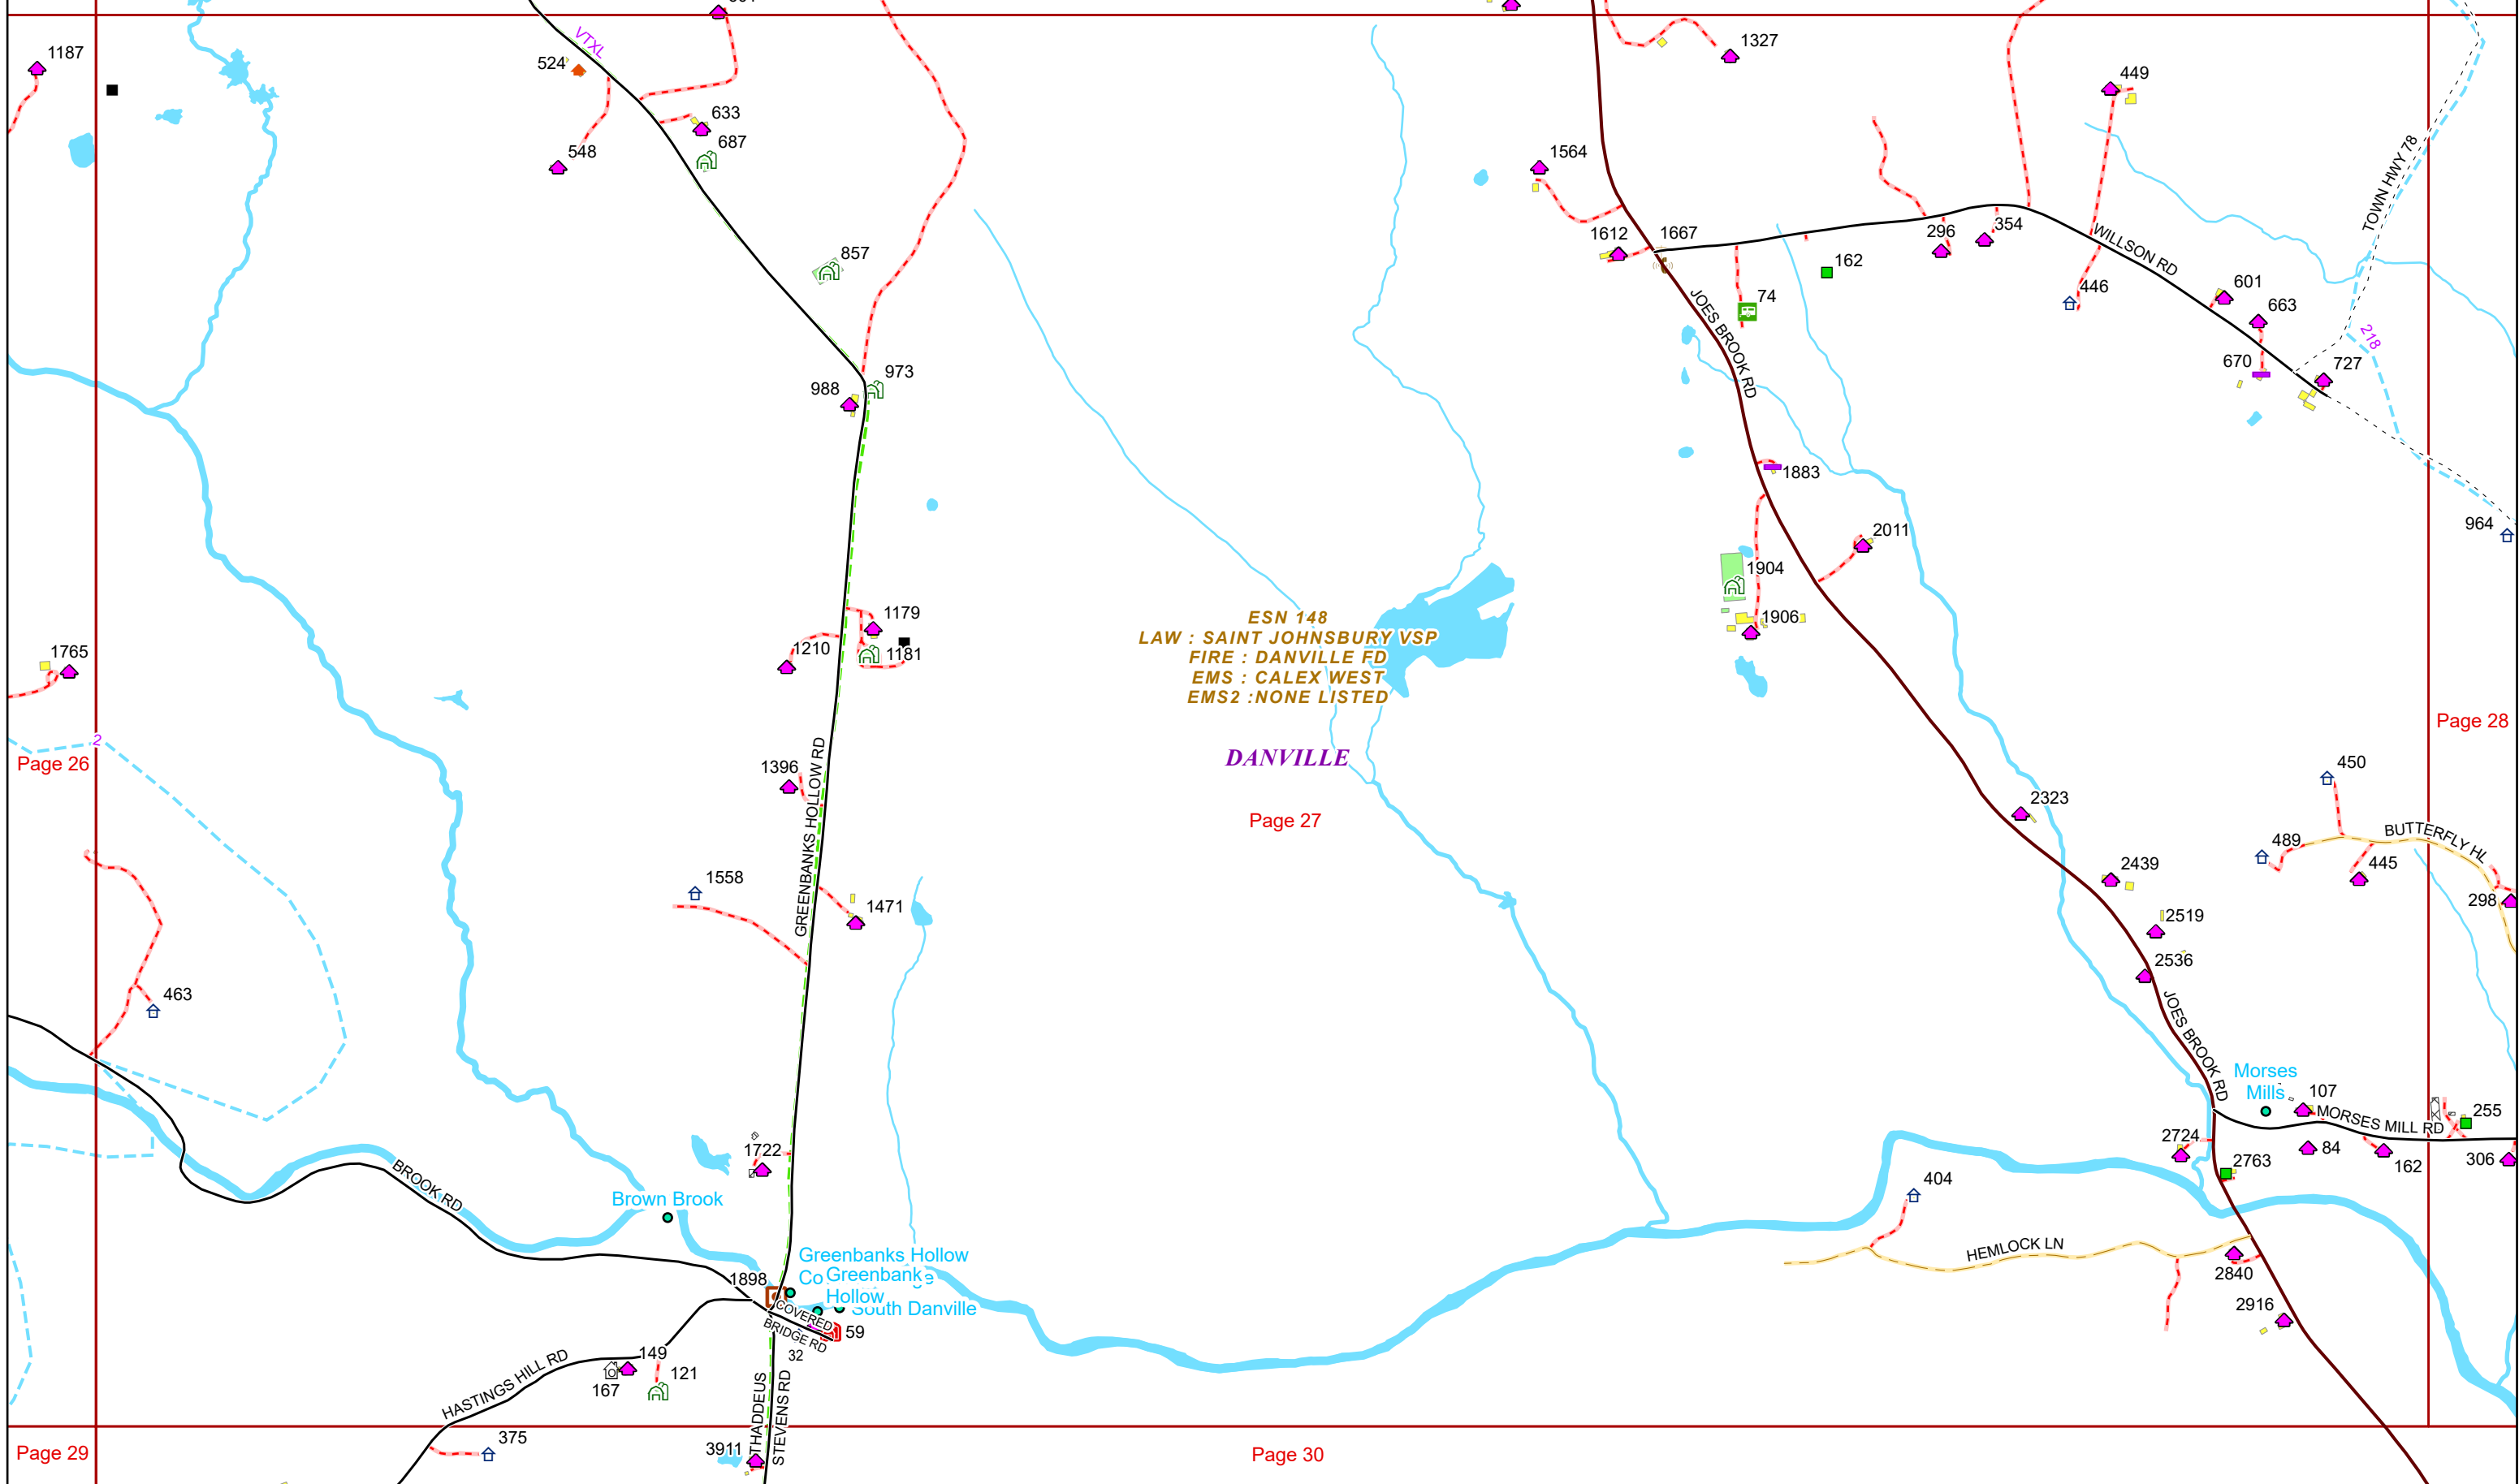 1187
VTXL
524
548
633
687
857
973
988
1327
449
TOWN HWY 78
1564
1612
1667
162
74
296
354
446
WILLSON RD
601
663
670
727
218
JOES BROOK RD
1883
964
2011
1904
1906
1179
1181
1210
1765
ESN 148
LAW : SAINT JOHNSBURY VSP
FIRE : DANVILLE FD
EMS : CALEX WEST
EMS2 :NONE LISTED
DANVILLE
Page 28
2
Page 26
1396
GREENBANKS HOLLOW RD
Page 27
450
2323
BUTTERFLY HL
489
445
2439
298
1558
1471
2519
2536
463
JOES BROOK RD
Morses
Mills
107
MORSES MILL RD
255
2724
84
162
306
2763
1722
404
BROOK RD
Brown Brook
HEMLOCK LN
Greenbanks Hollow
Greenbanks
Hollow
South Danville
1898
COVERED
BRIDGE RD
59
32
2840
2916
HASTINGS HILL RD
149
167
121
THADDEUS
STEVENS RD
375
3911
Page 29
Page 30